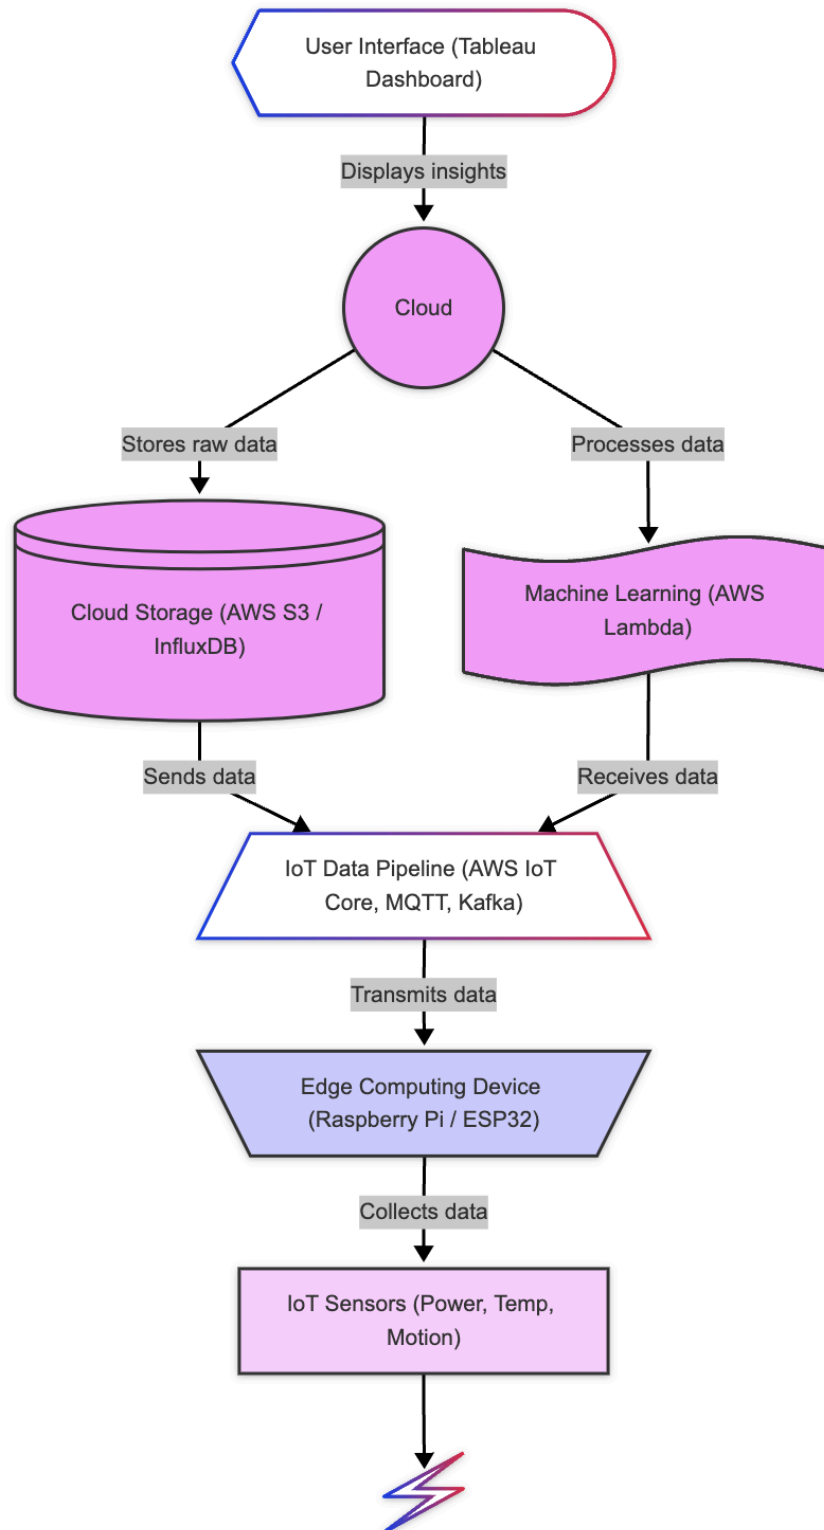 User Interface (Tableau
Dashboard)
Displays insights
Cloud
Stores raw data
Processes data
Cloud Storage (AWS S3 /
InfluxDB)
Machine Learning (AWS
Lambda)
Sends data
Receives data
IoT Data Pipeline (AWS IoT
Core, MQTT, Kafka)
Transmits data
Edge Computing Device
(Raspberry Pi / ESP32)
Collects data
IoT Sensors (Power, Temp,
Motion)